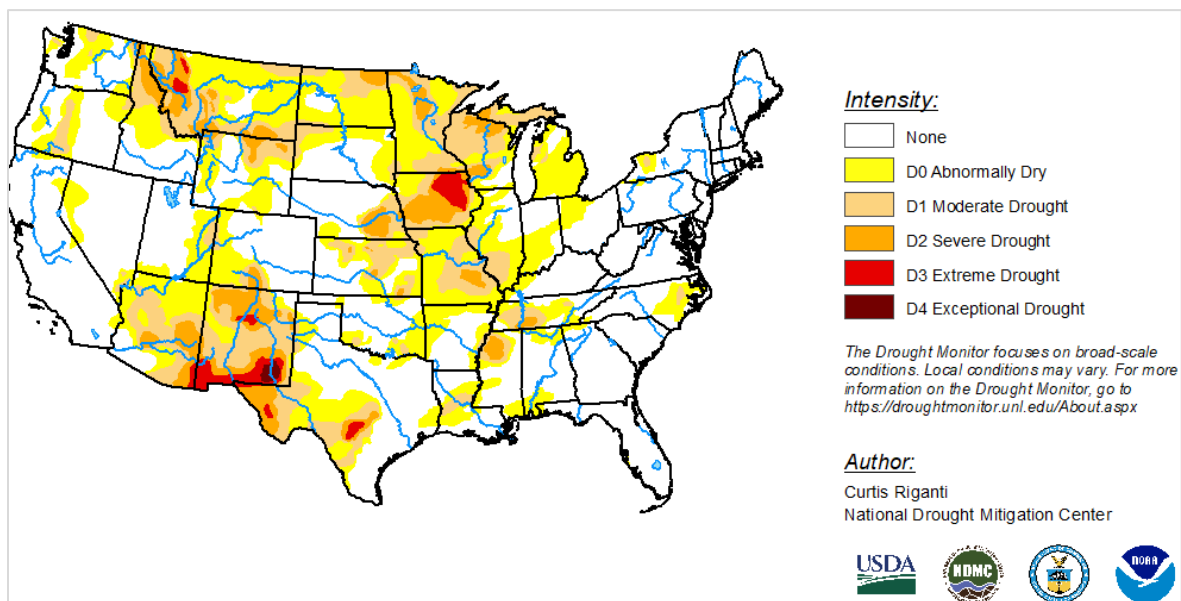 Intensity:
None
D0 Abnormally Dry
D1 Moderate Drought
D2 Severe Drought
D3 Extreme Drought
D4 Exceptional Drought
The Drought Monitor focuses on broad-scale
conditions. Local conditions may vary. For more
information on the Drought Monitor, go to
https://droughtmonitor.unl.edu/About.aspx
Author:
Curtis Riganti
National Drought Mitigation Center
USDA
NDMC
NOAA